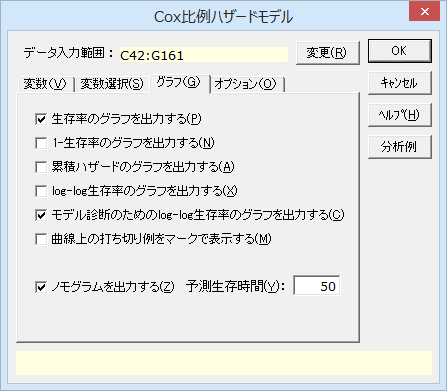 Cox比例ハザードモデル
データ入力範囲: C42:G161 変更(R) OK
キャンセル
ヘルプ(H)
分析例
変数(V) 変数選択(S) グラフ(G) オプション(O)
生存率のグラフを出力する(P)
1-生存率のグラフを出力する(N)
累積ハザードのグラフを出力する(A)
log-log生存率のグラフを出力する(X)
モデル診断のためのlog-log生存率のグラフを出力する(C)
曲線上の打ち切り例をマークで表示する(M)
ノモグラムを出力する(Z) 予測生存時間(Y): 50